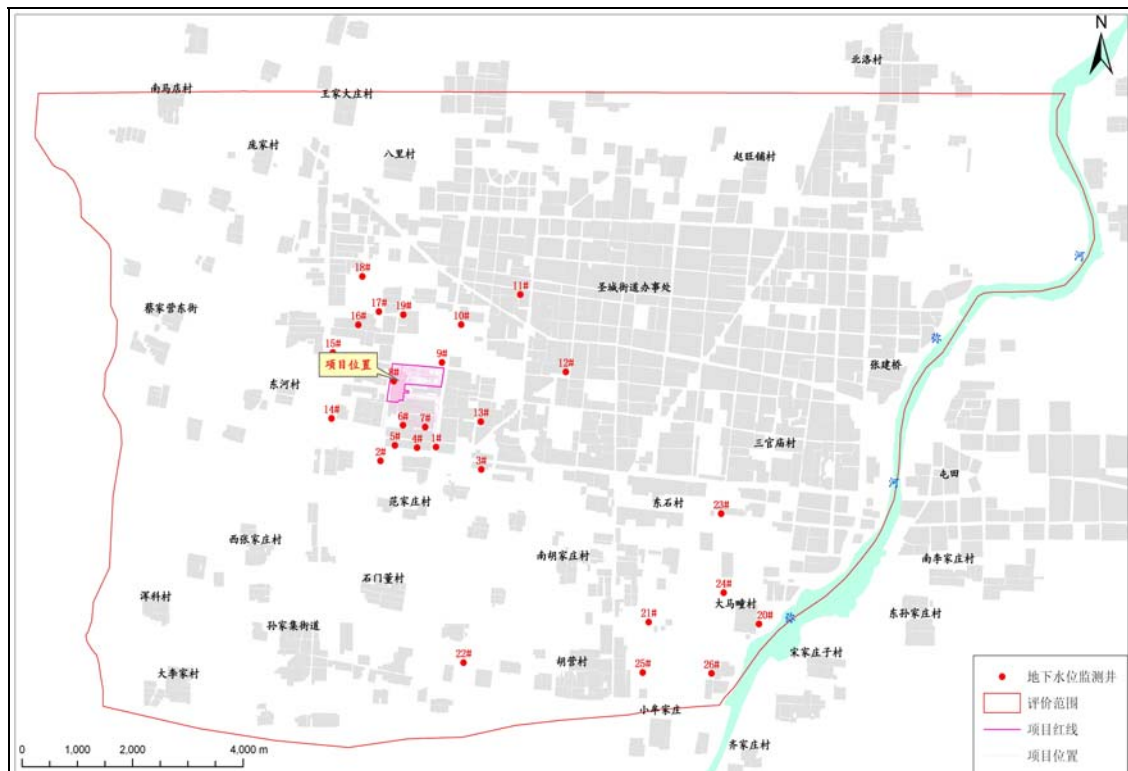 N
北洛村
南马店村
王家大庄村
庞家村
八里村
赵旺铺村
河
18#
11#
圣城街道办事处
蔡家营东街
17#
19#
16#
10#
弥
15#
9#
项目位置
12#
张建桥
8#
东河村
14#
13#
6#
7#
三官庙村
5#
4#
1#
2#
3#
屯田
河
范家庄村
东石村
23#
西张家庄村
南胡家庄村
南李家庄村
石门董村
24#
浑科村
大马疃村
东孙家庄村
21#
20#
弥
孙家集街道
宋家庄子村
22#
胡营村
25#
26#
大李家村
小牟家庄
齐家庄村
地下水位监测井
评价范围
项目红线
项目位置
0
1,000
2,000
4,000 m